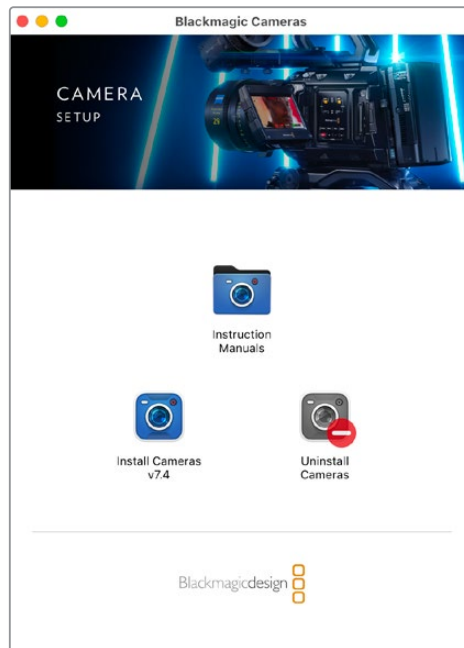 Blackmagic Cameras
CAMERA
SETUP
Instruction
Manuals
Install Cameras
v7.4
Uninstall
Cameras
Blackmagicdesign